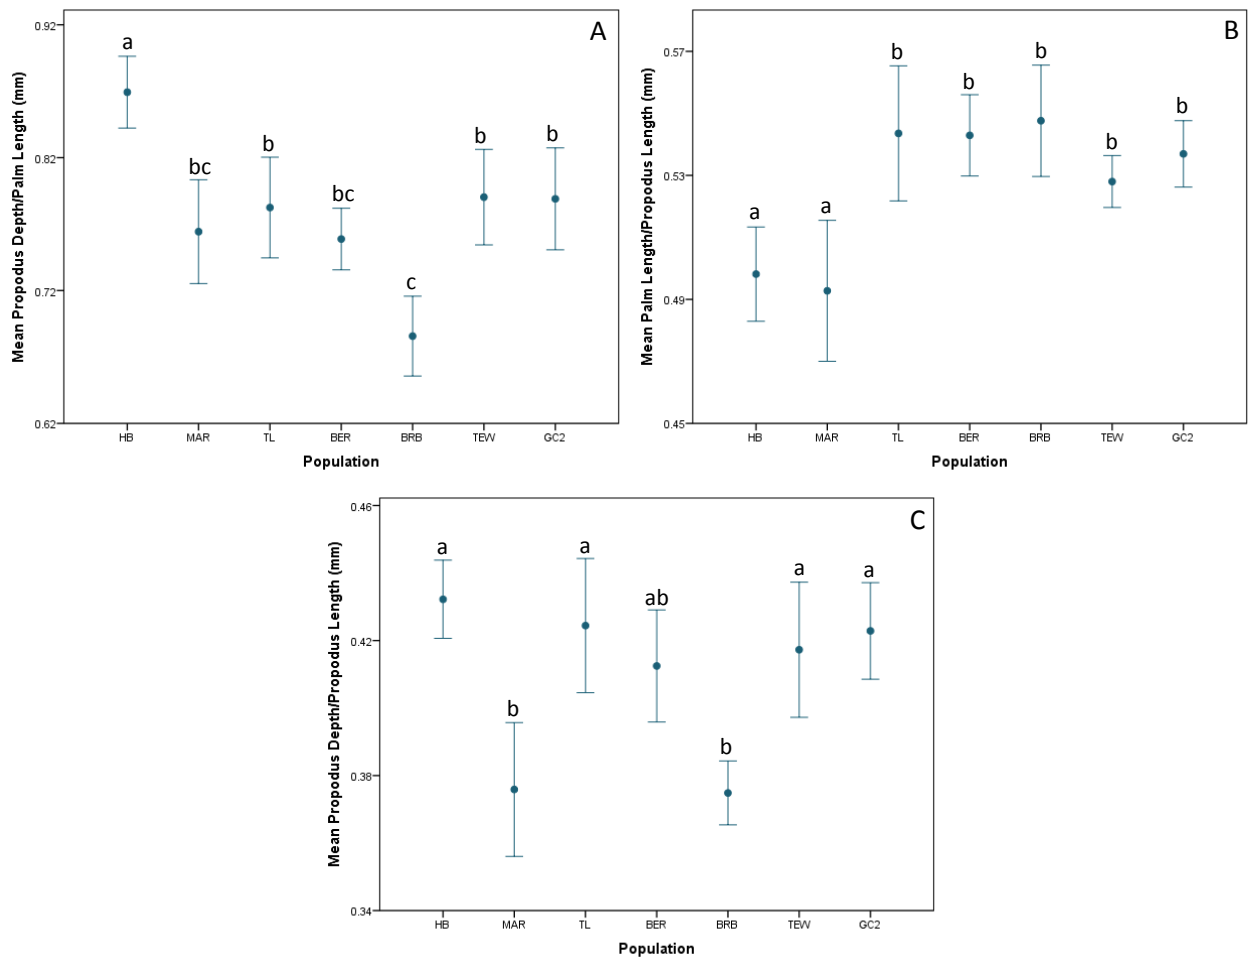 A
Mean Propodus Depth/Palm Length (mm)
0.92
0.82
0.72
0.62
a
bc
b
bc
c
b
b
HB MAR TL BER BRB TEW GC2
Population
B
Mean Palm Length/Propodus Length (mm)
0.57
0.53
0.49
0.45
a
a
b
b
b
b
b
HB MAR TL BER BRB TEW GC2
Population
C
Mean Propodus Depth/Propodus Length (mm)
0.46
0.42
0.38
0.34
a
b
a
ab
b
a
a
HB MAR TL BER BRB TEW GC2
Population